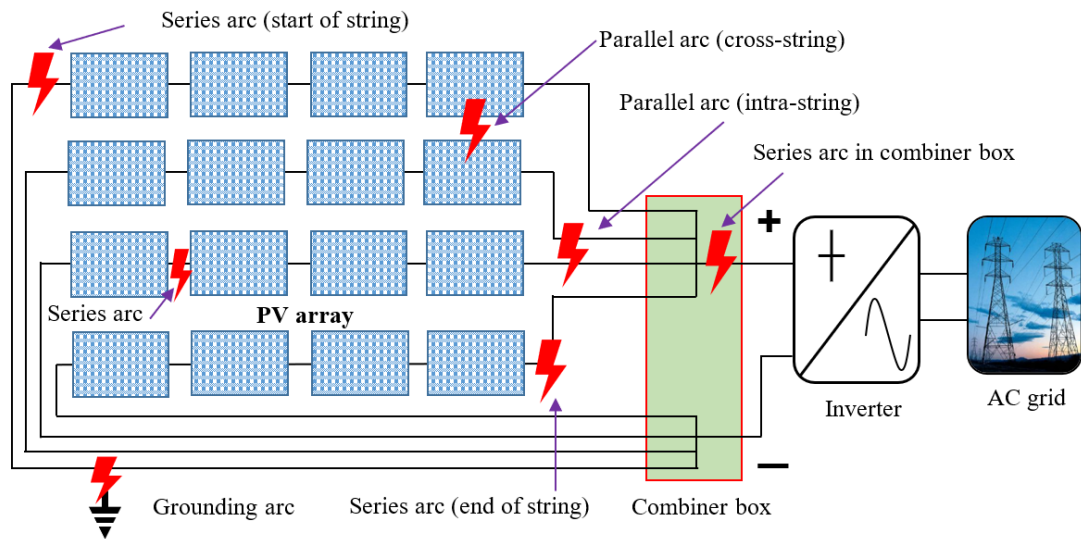 Series arc (start of string)
Parallel arc (cross-string)
Parallel arc (intra-string)
Series arc in combiner box
+
Series arc
PV array
Inverter
AC grid
−
Grounding arc
Series arc (end of string)
Combiner box